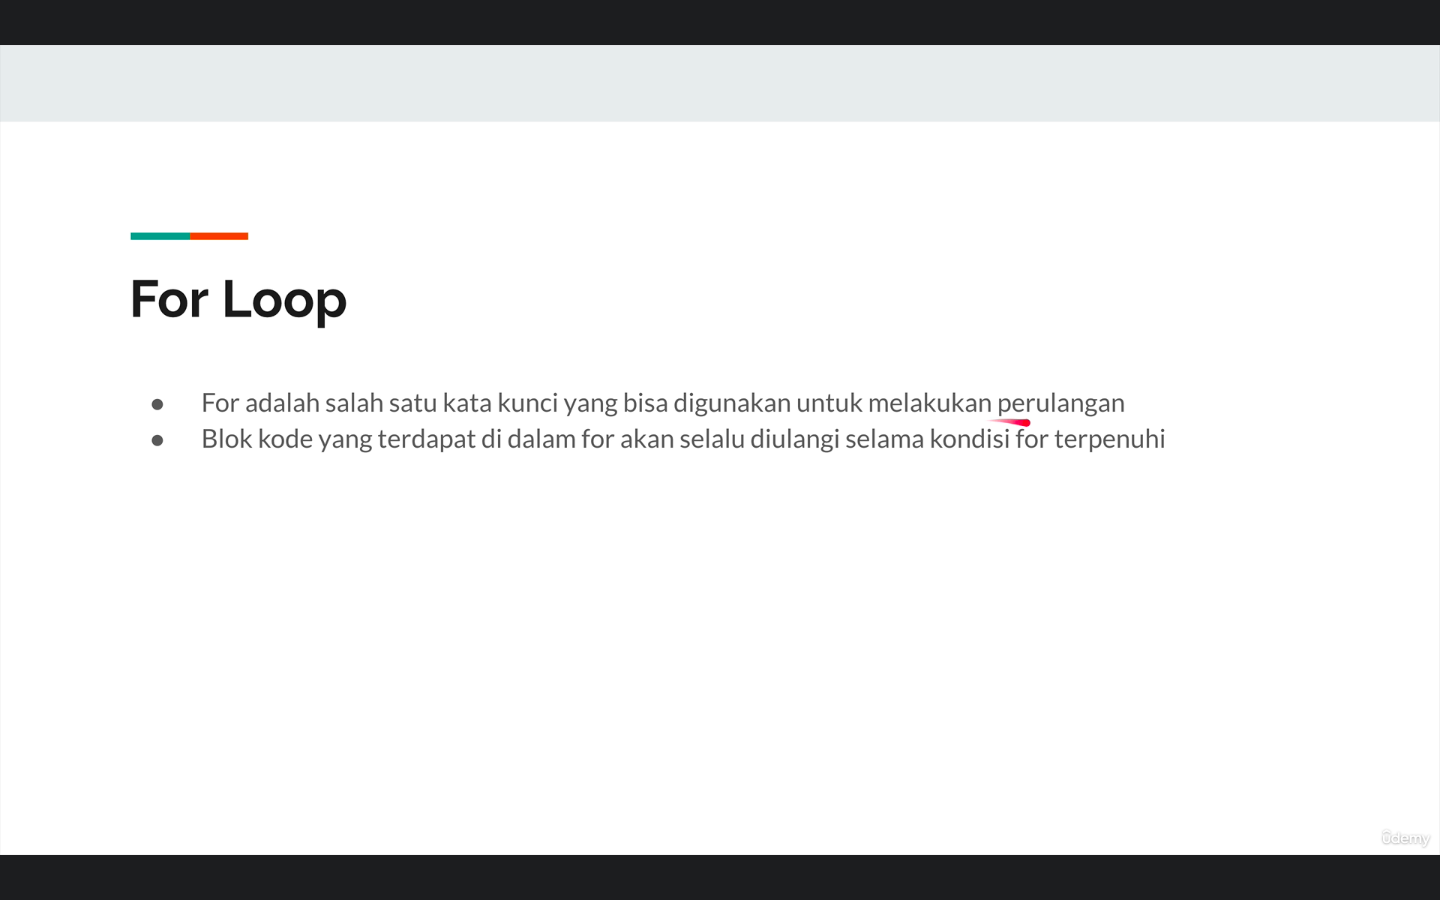 For Loop
● For adalah salah satu kata kunci yang bisa digunakan untuk melakukan perulangan
● Blok kode yang terdapat di dalam for akan selalu diulangi selama kondisi for terpenuhi
ûdemy